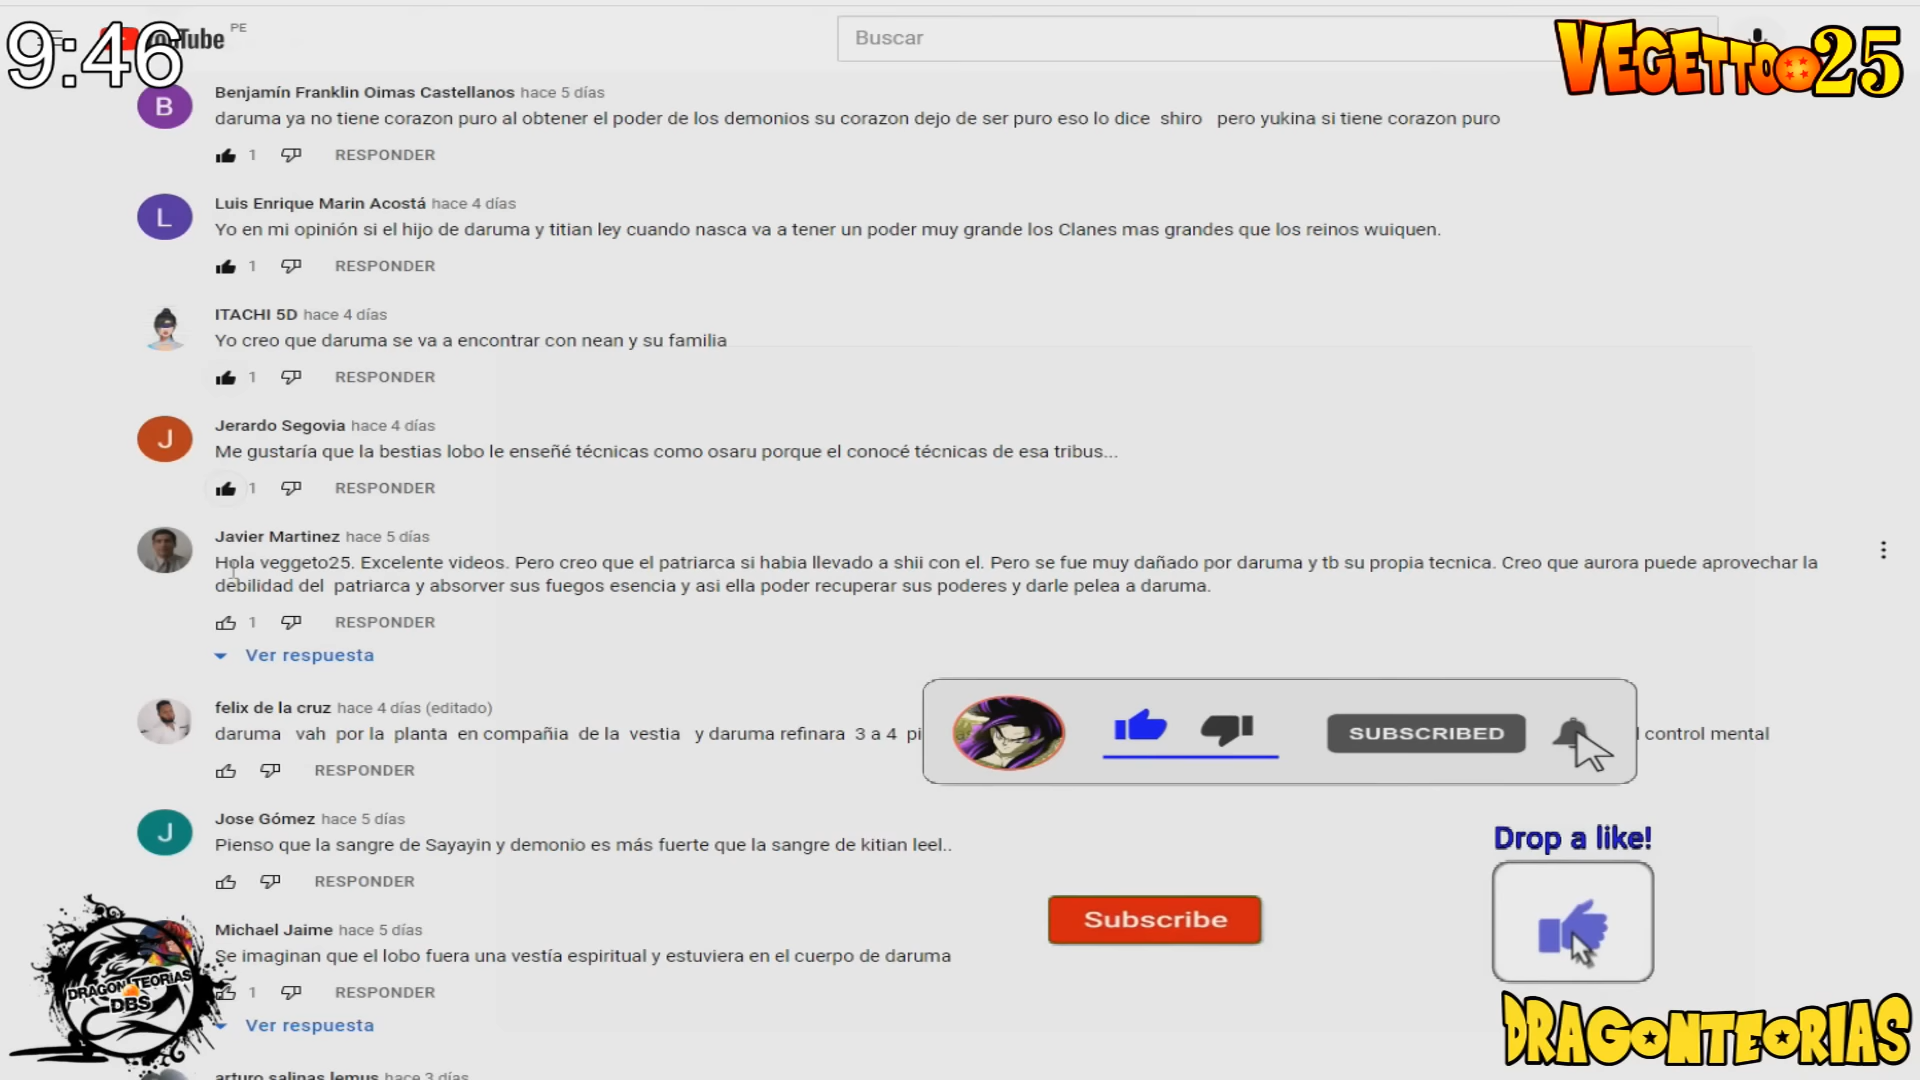 9:46
YouTube PE
Buscar
VEGETTO 25
B
Benjamín Franklin Oimas Castellanos hace 5 días
daruma ya no tiene corazon puro al obtener el poder de los demonios su corazon dejo de ser puro eso lo dice shiro pero yukina si tiene corazon puro
1 RESPONDER
L
Luis Enrique Marin Acostá hace 4 días
Yo en mi opinión si el hijo de daruma y titian ley cuando nasca va a tener un poder muy grande los Clanes mas grandes que los reinos wuiquen.
1 RESPONDER
ITACHI 5D hace 4 días
Yo creo que daruma se va a encontrar con nean y su familia
1 RESPONDER
J
Jerardo Segovia hace 4 días
Me gustaría que la bestias lobo le enseñé técnicas como osaru porque el conocé técnicas de esa tribus...
1 RESPONDER
Javier Martinez hace 5 días
Hola veggeto25. Excelente videos. Pero creo que el patriarca si habia llevado a shii con el. Pero se fue muy dañado por daruma y tb su propia tecnica. Creo que aurora puede aprovechar la
debilidad del patriarca y absorver sus fuegos esencia y asi ella poder recuperar sus poderes y darle pelea a daruma.
1 RESPONDER
Ver respuesta
felix de la cruz hace 4 días (editado)
daruma vah por la planta en compañia de la vestia y daruma refinara 3 a 4 pi
control mental
SUBSCRIBED
RESPONDER
J
Jose Gómez hace 5 días
Pienso que la sangre de Sayayin y demonio es más fuerte que la sangre de kitian leel..
RESPONDER
Drop a like!
Subscribe
Michael Jaime hace 5 días
Se imaginan que el lobo fuera una vestía espiritual y estuviera en el cuerpo de daruma
1 RESPONDER
Ver respuesta
DRAGONTEORIAS
DBS
DRAGONTEORIAS
arturo salinas lemus hace 3 días